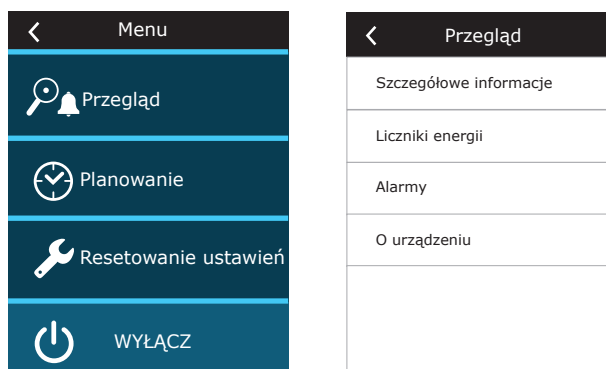 Menu
Przegląd
Planowanie
Resetowanie ustawień
WYŁĄCZ
Przegląd
Szczegółowe informacje
Liczniki energii
Alarmy
O urządzeniu